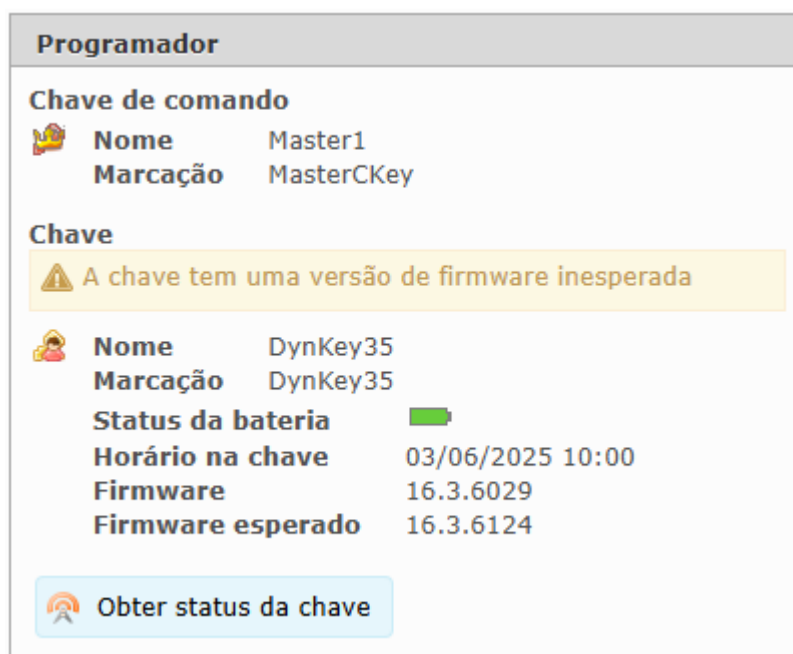 Programador
Chave de comando
Nome Master1
Marcação MasterCKey
Chave
A chave tem uma versão de firmware inesperada
Nome DynKey35
Marcação DynKey35
Status da bateria
Horário na chave 03/06/2025 10:00
Firmware 16.3.6029
Firmware esperado 16.3.6124
Obter status da chave